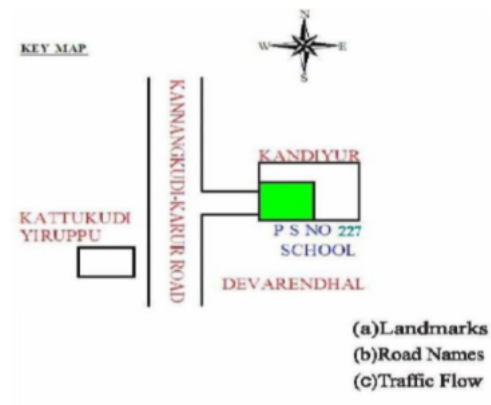 N
KEY MAP
W E
S
KANNANGKUDI-KARUR ROAD
KANDIYUR
KATTUKUDI
YIRUPPU
P S NO 227
SCHOOL
DEVARENDHAL
(a)Landmarks
(b)Road Names
(c)Traffic Flow